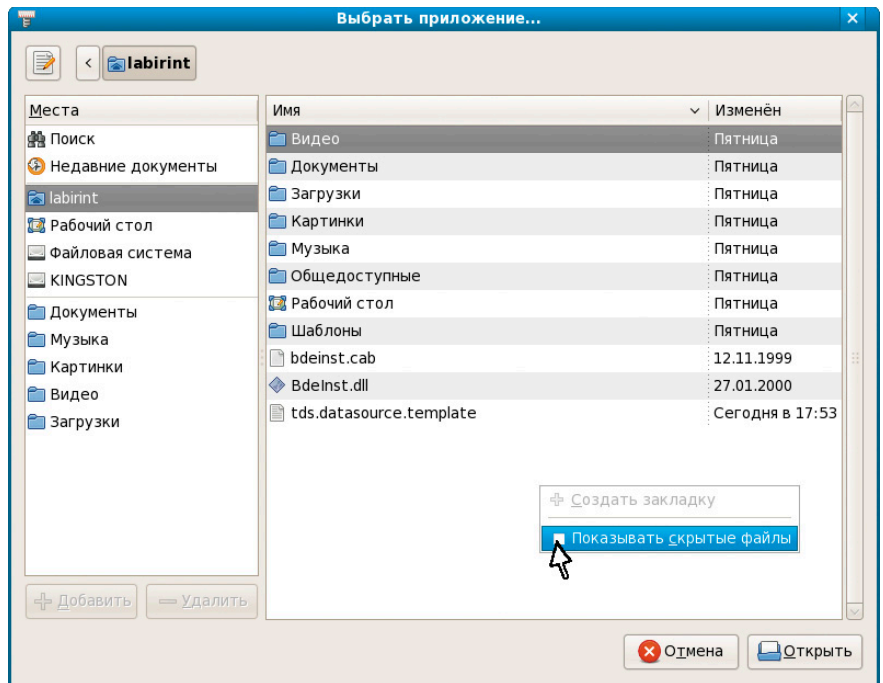 Выбрать приложение...
labirint
Места
Поиск
Недавние документы
labirint
Рабочий стол
Файловая система
KINGSTON
Документы
Музыка
Картинки
Видео
Загрузки
Добавить Удалить
Имя Изменён
Видео Пятница
Документы Пятница
Загрузки Пятница
Картинки Пятница
Музыка Пятница
Общедоступные Пятница
Рабочий стол Пятница
Шаблоны Пятница
bdeinst.cab 12.11.1999
BdeInst.dll 27.01.2000
tds.datasource.template Сегодня в 17:53
Создать закладку
Показывать скрытые файлы
Отмена Открыть